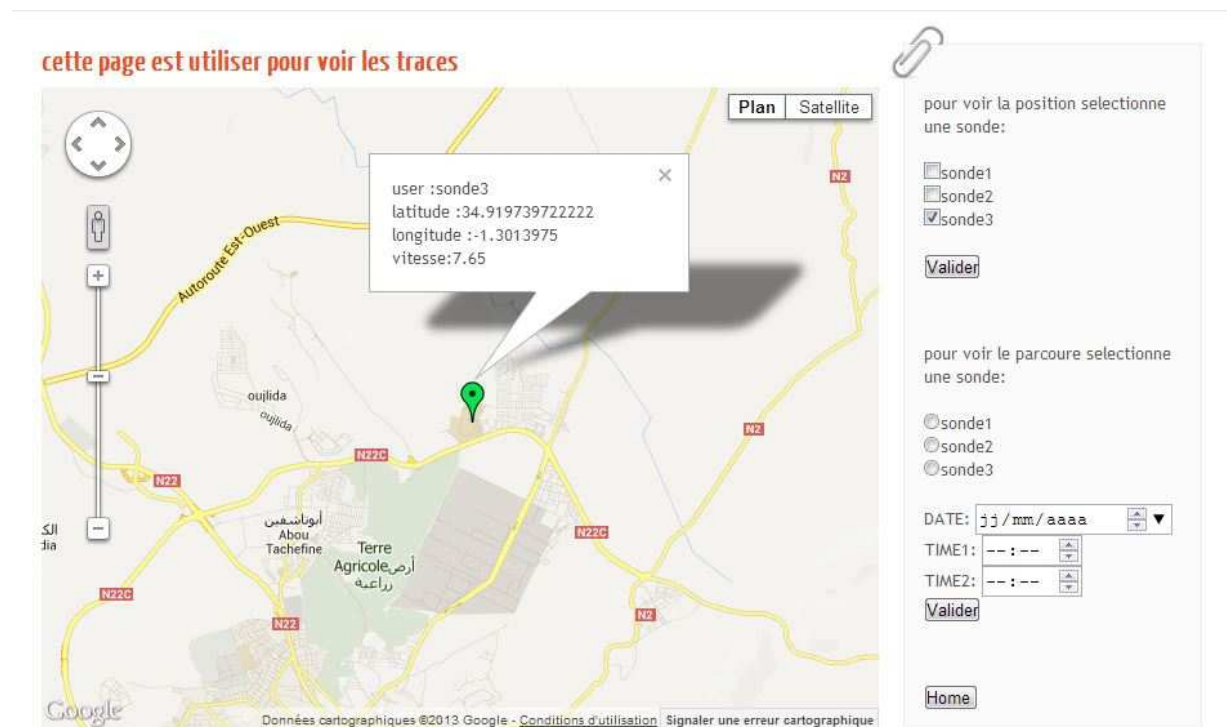 cette page est utiliser pour voir les traces
Plan
Satellite
user :sonde3
latitude :34.919739722222
longitude :-1.3013975
vitesse:7.65
N2
Autoroute Est-Ouest
oujlida
oujlida
N22C
N2
N22
أبوتاشفين
Abou
Tachefine
Terre
Agricole أرض
زراعية
N22C
الك
dia
N22C
N22
N2
Google
Données cartographiques ©2013 Google - Conditions d'utilisation
Signaler une erreur cartographique
pour voir la position selectionne
une sonde:
sonde1
sonde2
sonde3
Valider
pour voir le parcoure selectionne
une sonde:
sonde1
sonde2
sonde3
DATE: jj/mm/aaaa
TIME1: --:--
TIME2: --:--
Valider
Home